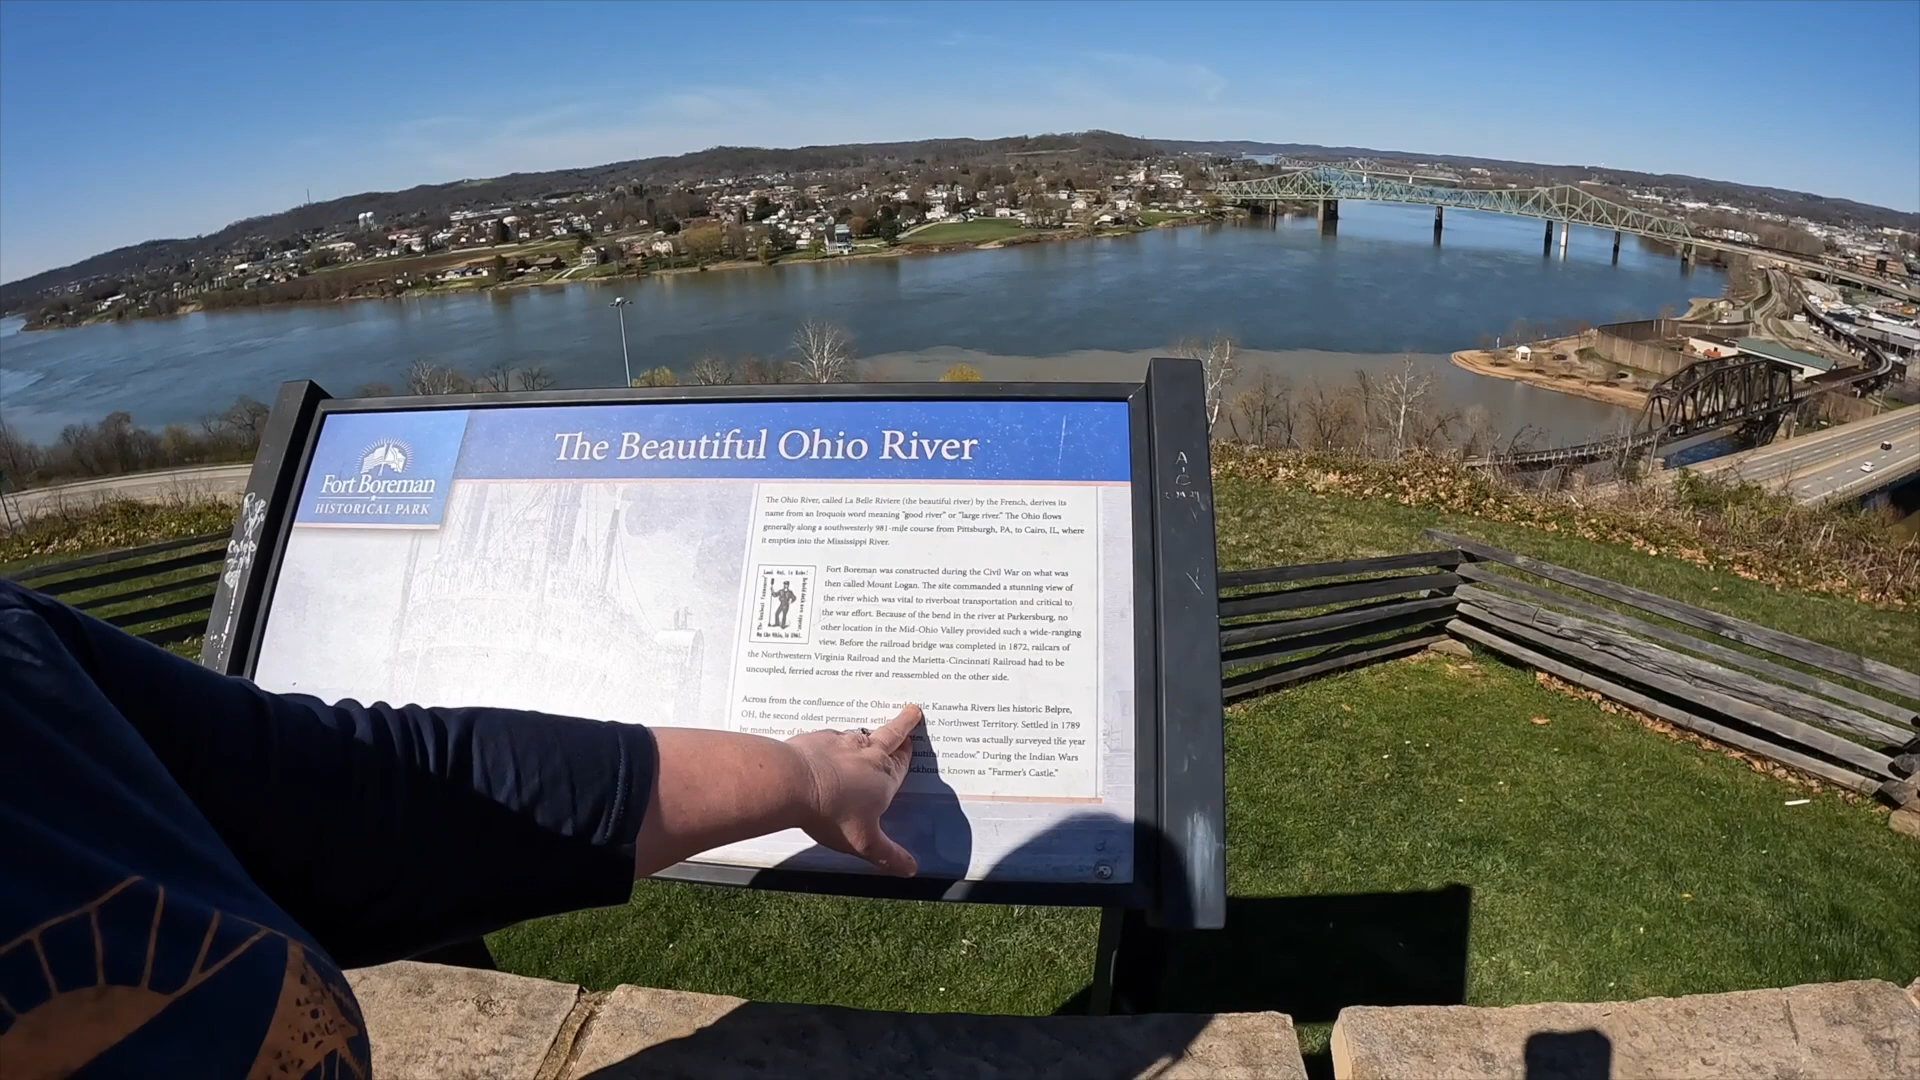 The Beautiful Ohio River
Fort Boreman
HISTORICAL PARK
The Ohio River, called La Belle Riviere (the beautiful river) by the French, derives its
name from an Iroquois word meaning "good river" or "large river." The Ohio flows
generally along a southwesterly 981-mile course from Pittsburgh, PA, to Cairo, IL, where
it empties into the Mississippi River.
Fort Boreman was constructed during the Civil War on what was
then called Mount Logan. The site commanded a stunning view of
the river which was vital to riverboat transportation and critical to
the war effort. Because of the bend in the river at Parkersburg, no
other location in the Mid-Ohio Valley provided such a wide-ranging
view. Before the railroad bridge was completed in 1872, railcars of
the Northwestern Virginia Railroad and the Marietta-Cincinnati Railroad had to be
uncoupled, ferried across the river and reassembled on the other side.
Across from the confluence of the Ohio and Kanawha Rivers lies historic Belpre,
OH, the second oldest permanent the Northwest Territory. Settled in 1789
by members of the the town was actually surveyed the year
meadow." During the Indian Wars
known as "Farmer's Castle."
A-C